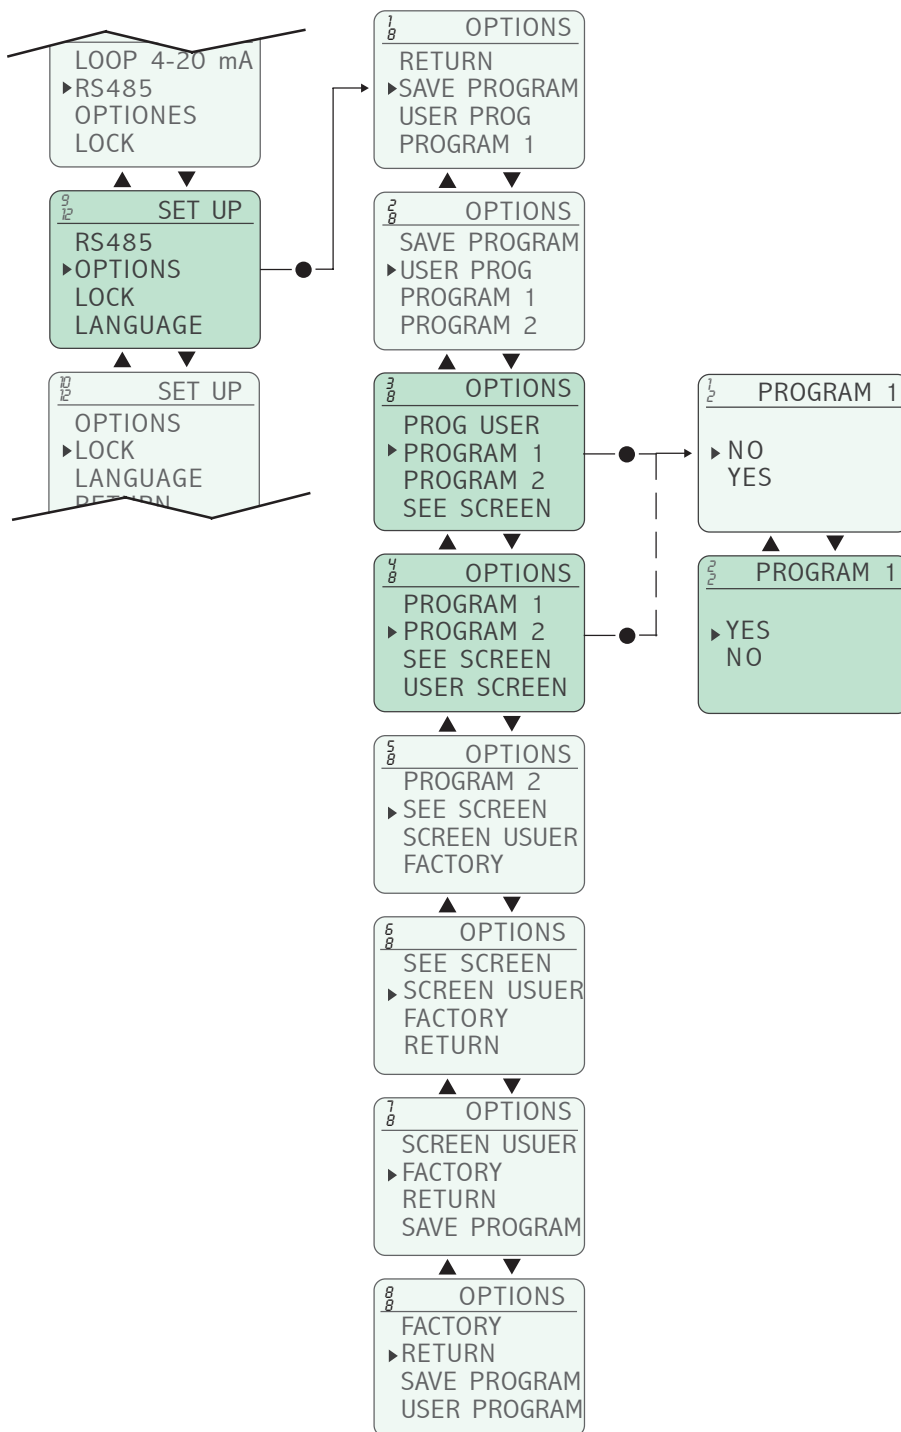 LOOP 4-20 mA
RS485
OPTIONES
LOCK
9/12 SET UP
RS485
OPTIONS
LOCK
LANGUAGE
10/12 SET UP
OPTIONS
LOCK
LANGUAGE
RETURN
1/8 OPTIONS
RETURN
SAVE PROGRAM
USER PROG
PROGRAM 1
2/8 OPTIONS
SAVE PROGRAM
USER PROG
PROGRAM 1
PROGRAM 2
3/8 OPTIONS
PROG USER
PROGRAM 1
PROGRAM 2
SEE SCREEN
4/8 OPTIONS
PROGRAM 1
PROGRAM 2
SEE SCREEN
USER SCREEN
5/8 OPTIONS
PROGRAM 2
SEE SCREEN
SCREEN USUER
FACTORY
6/8 OPTIONS
SEE SCREEN
SCREEN USUER
FACTORY
RETURN
7/8 OPTIONS
SCREEN USUER
FACTORY
RETURN
SAVE PROGRAM
8/8 OPTIONS
FACTORY
RETURN
SAVE PROGRAM
USER PROGRAM
1/2 PROGRAM 1
NO
YES
2/2 PROGRAM 1
YES
NO